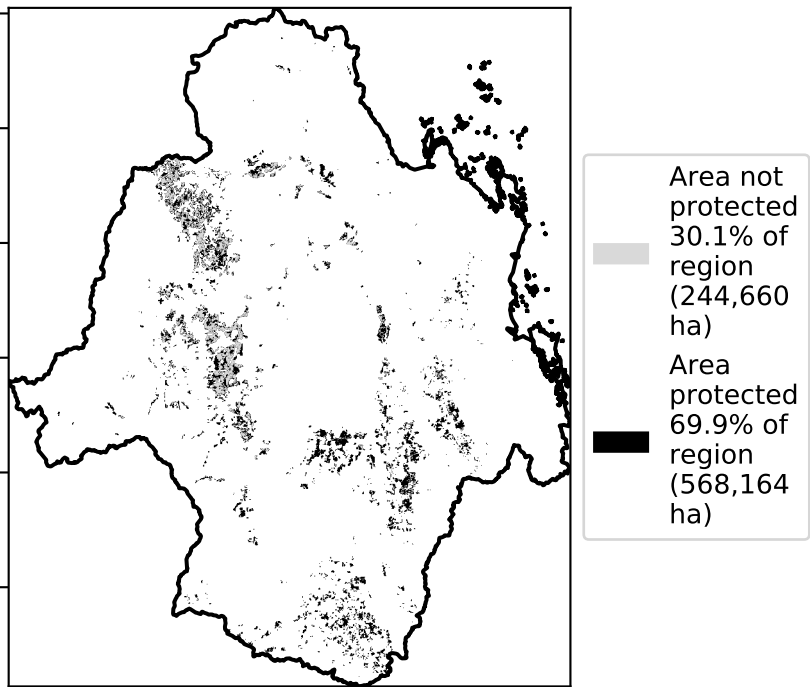 Area not
protected
30.1% of
region
(244,660
ha)
Area
protected
69.9% of
region
(568,164
ha)